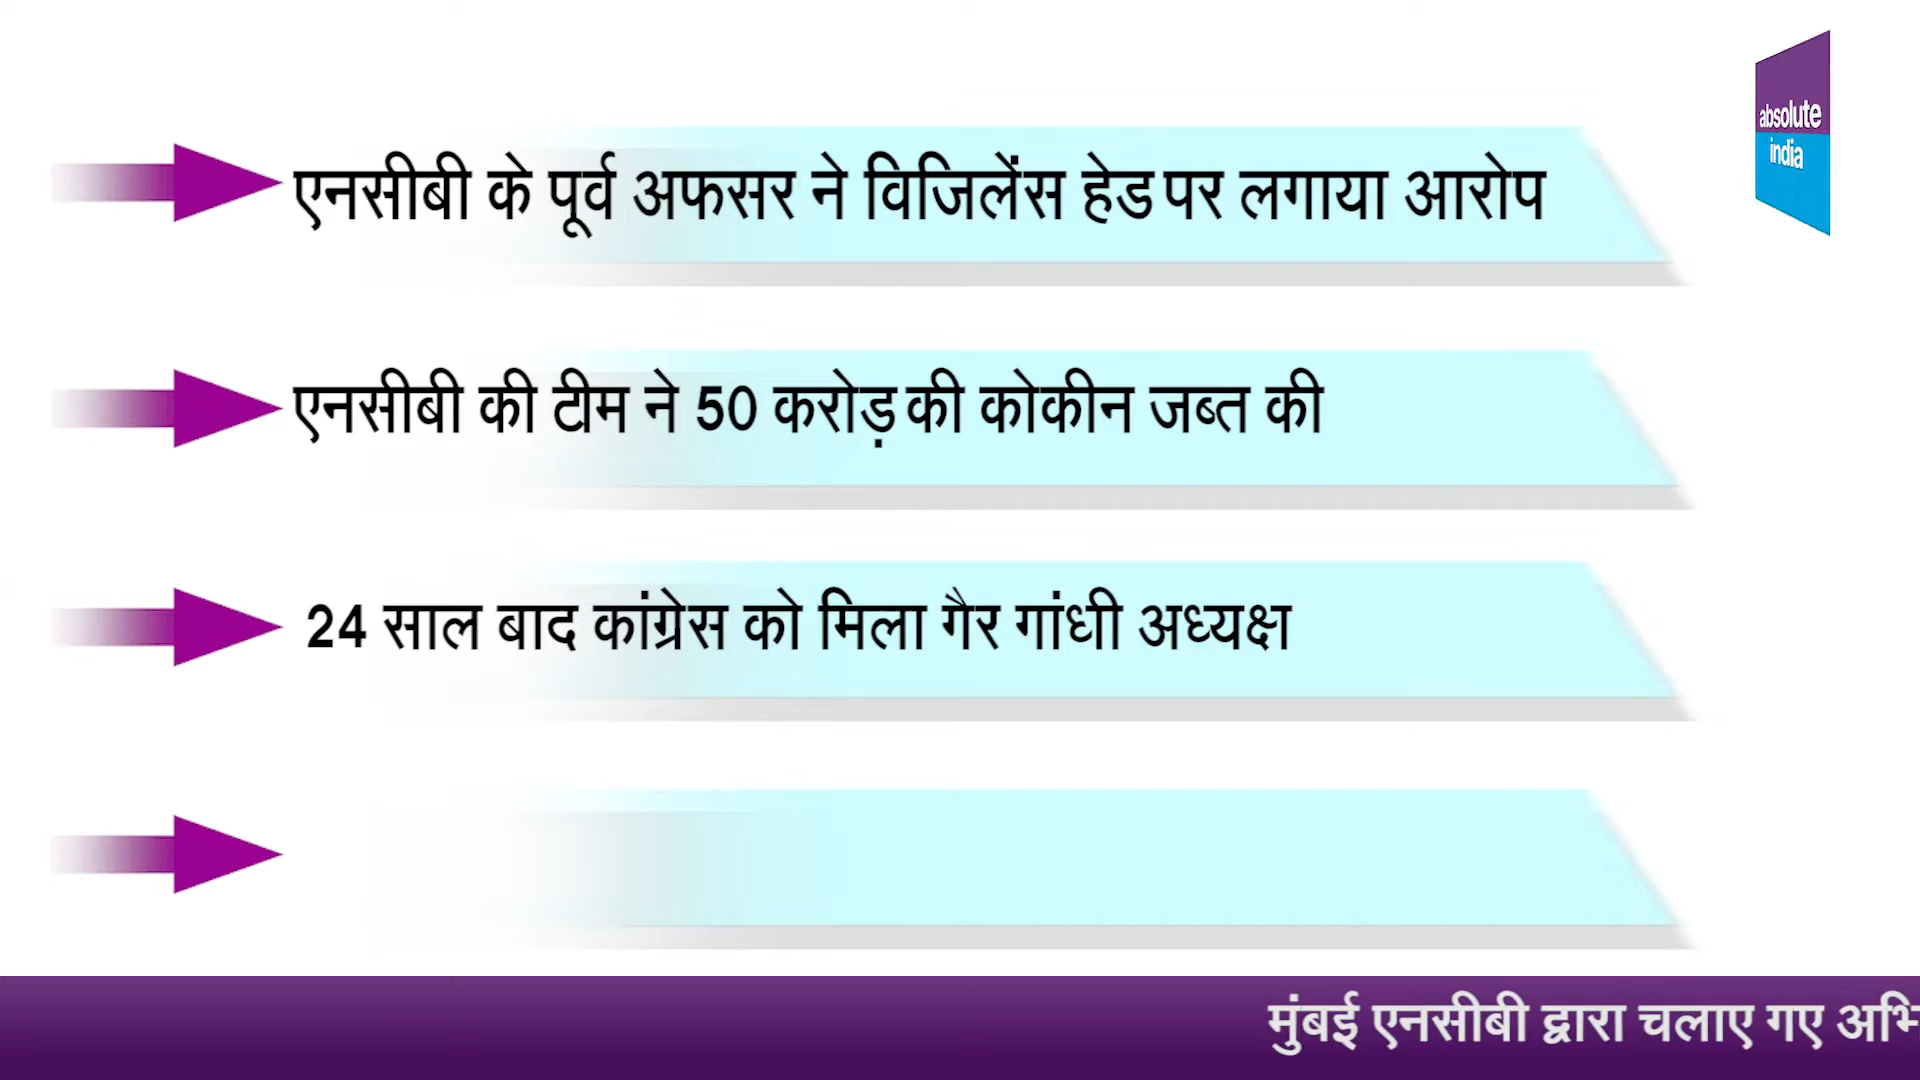 absolute
india
एनसीबी के पूर्व अफसर ने विजिलेंस हेड पर लगाया आरोप
एनसीबी की टीम ने 50 करोड़ की कोकीन जब्त की
24 साल बाद कांग्रेस को मिला गैर गांधी अध्यक्ष
मुंबई एनसीबी द्वारा चलाए गए